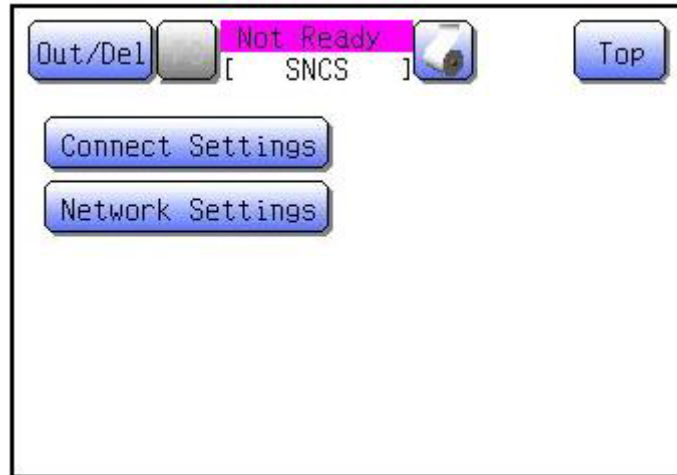 Out/Del
Not Ready
[ SNCS ]
Top
Connect Settings
Network Settings